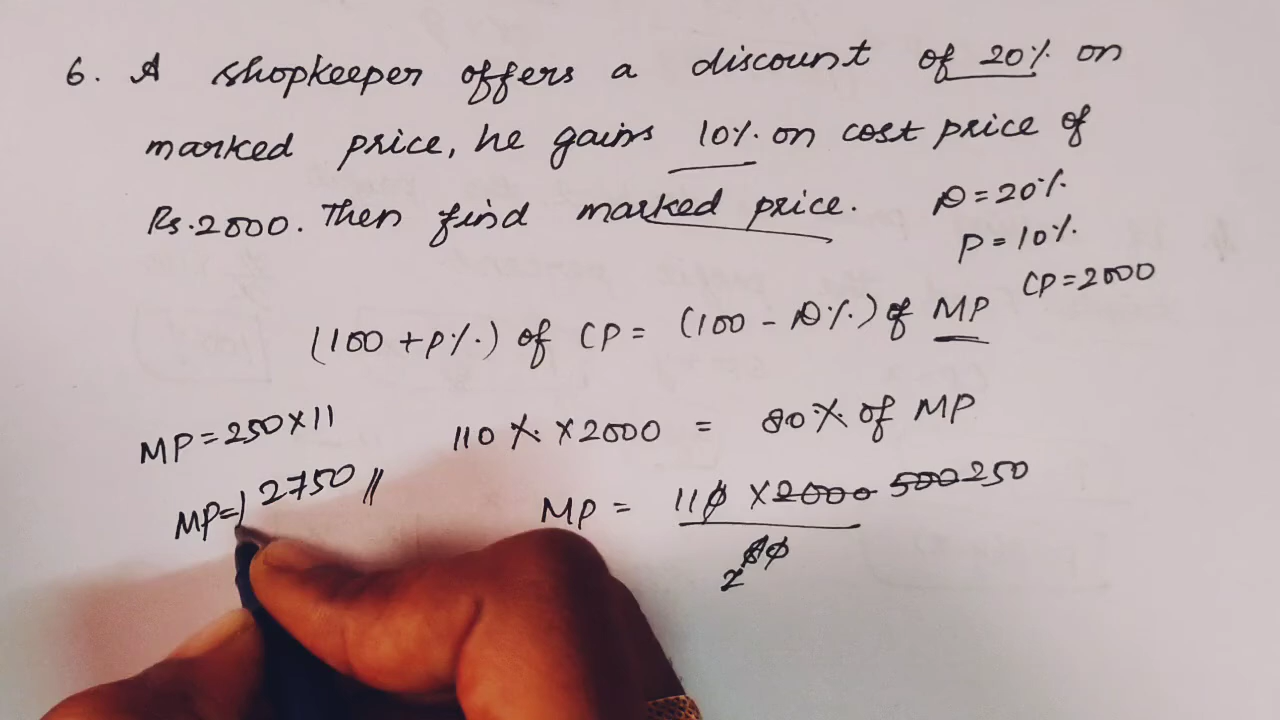 6. A shopkeeper offers a discount of 20% on
marked price, he gains 10% on cost price of
Rs.2000. Then find marked price.
D=20%
P=10%
CP=2000
(100+P%) of CP = (100-D%) of MP
110% × 2000 = 80% of MP
MP = 110 × 2000 500 250
2 80
MP=250×11
MP= 2750 //